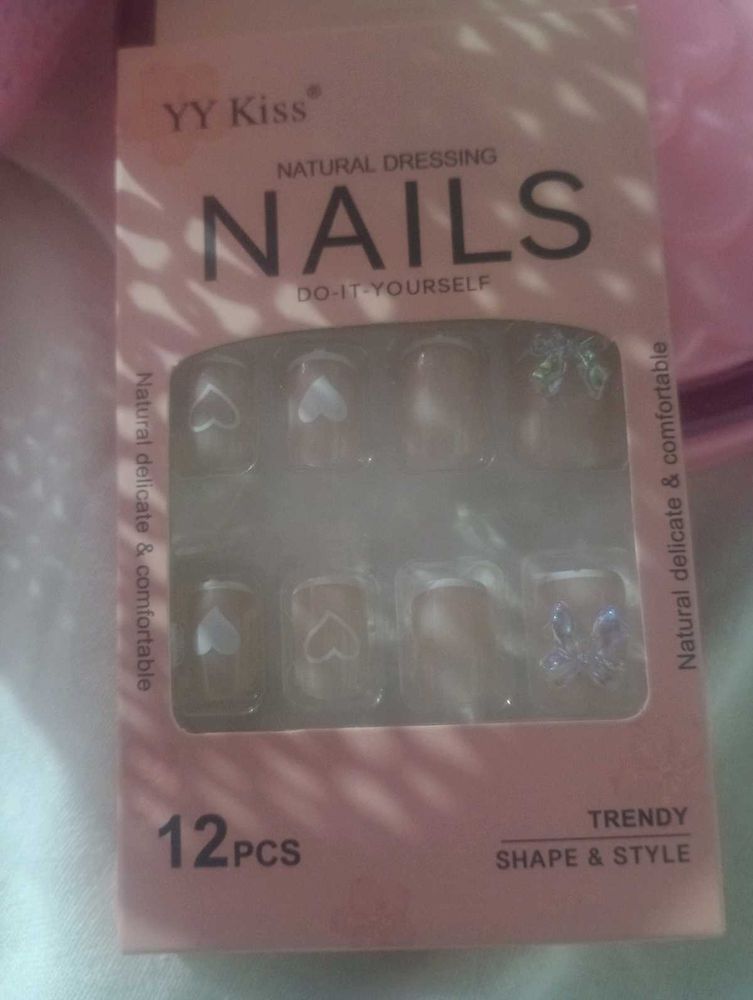 YY Kiss®
NATURAL DRESSING
NAILS
DO-IT-YOURSELF
Natural delicate & comfortable
Natural delicate & comfortable
12PCS
TRENDY
SHAPE & STYLE